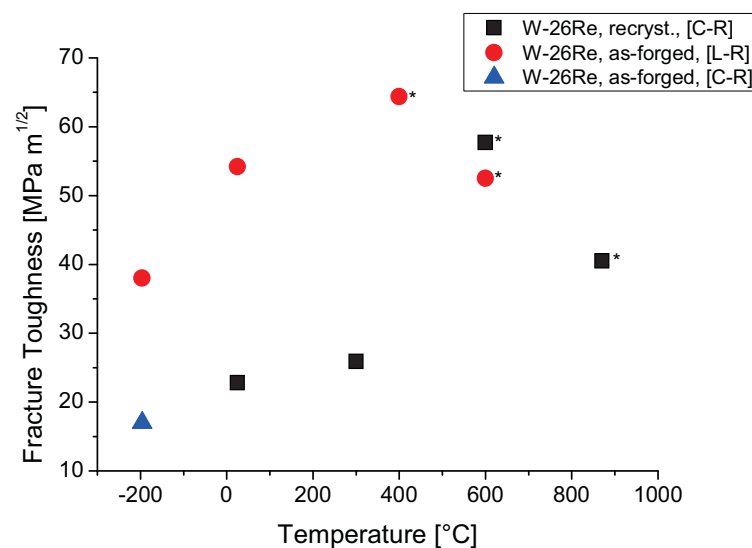 W-26Re, recryst., [C-R]
W-26Re, as-forged, [L-R]
W-26Re, as-forged, [C-R]
Fracture Toughness [MPa m^{1/2}]
70
60
50
40
30
20
10
*
*
*
*
-200 0 200 400 600 800 1000
Temperature [°C]